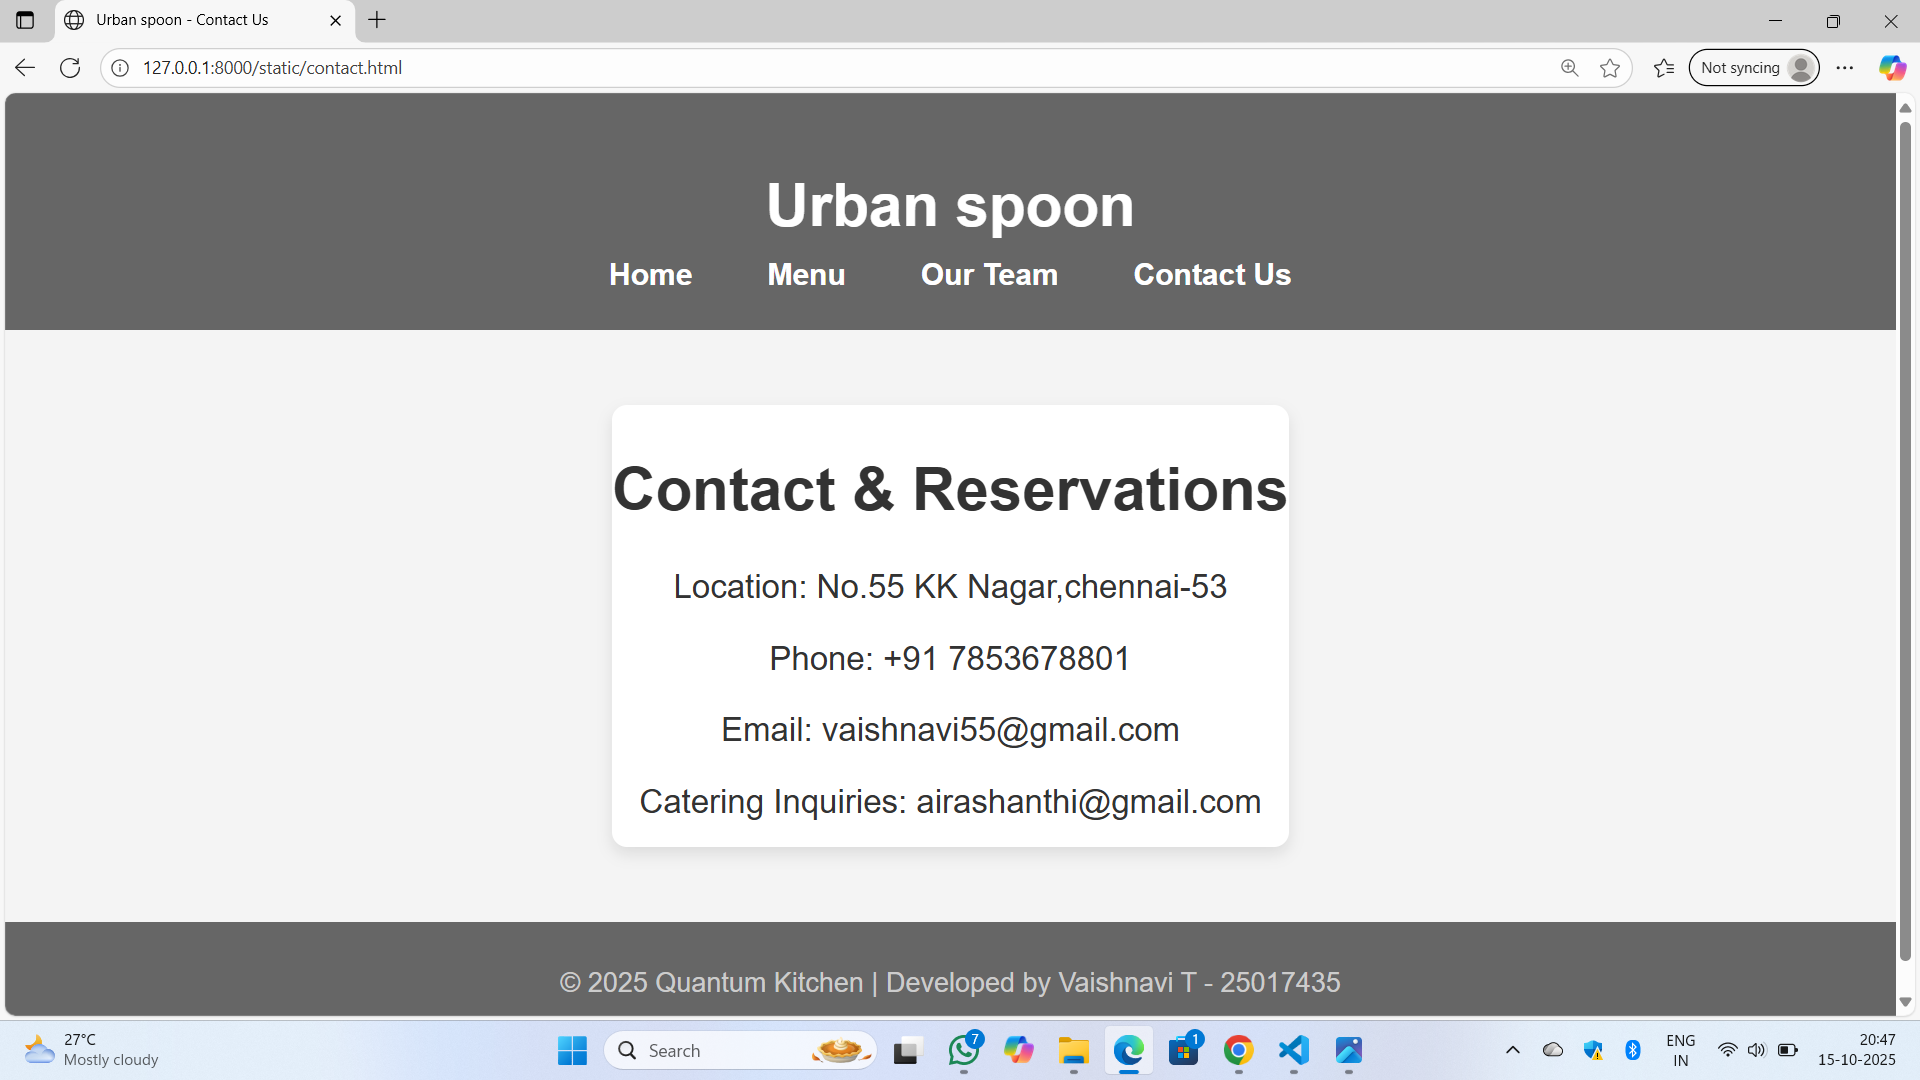 Urban spoon - Contact Us
127.0.0.1:8000/static/contact.html
Not syncing
Urban spoon
Home Menu Our Team Contact Us
Contact & Reservations
Location: No.55 KK Nagar,chennai-53
Phone: +91 7853678801
Email: vaishnavi55@gmail.com
Catering Inquiries: airashanthi@gmail.com
© 2025 Quantum Kitchen | Developed by Vaishnavi T - 25017435
27°C
Mostly cloudy
Search
7
1
ENG
IN
20:47
15-10-2025